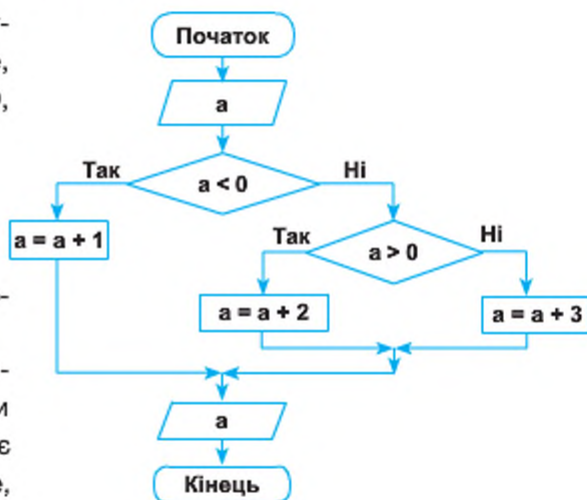 Початок
a
Так
a < 0
Ні
a = a + 1
Так
a > 0
Ні
a = a + 2
a = a + 3
a
Кінець